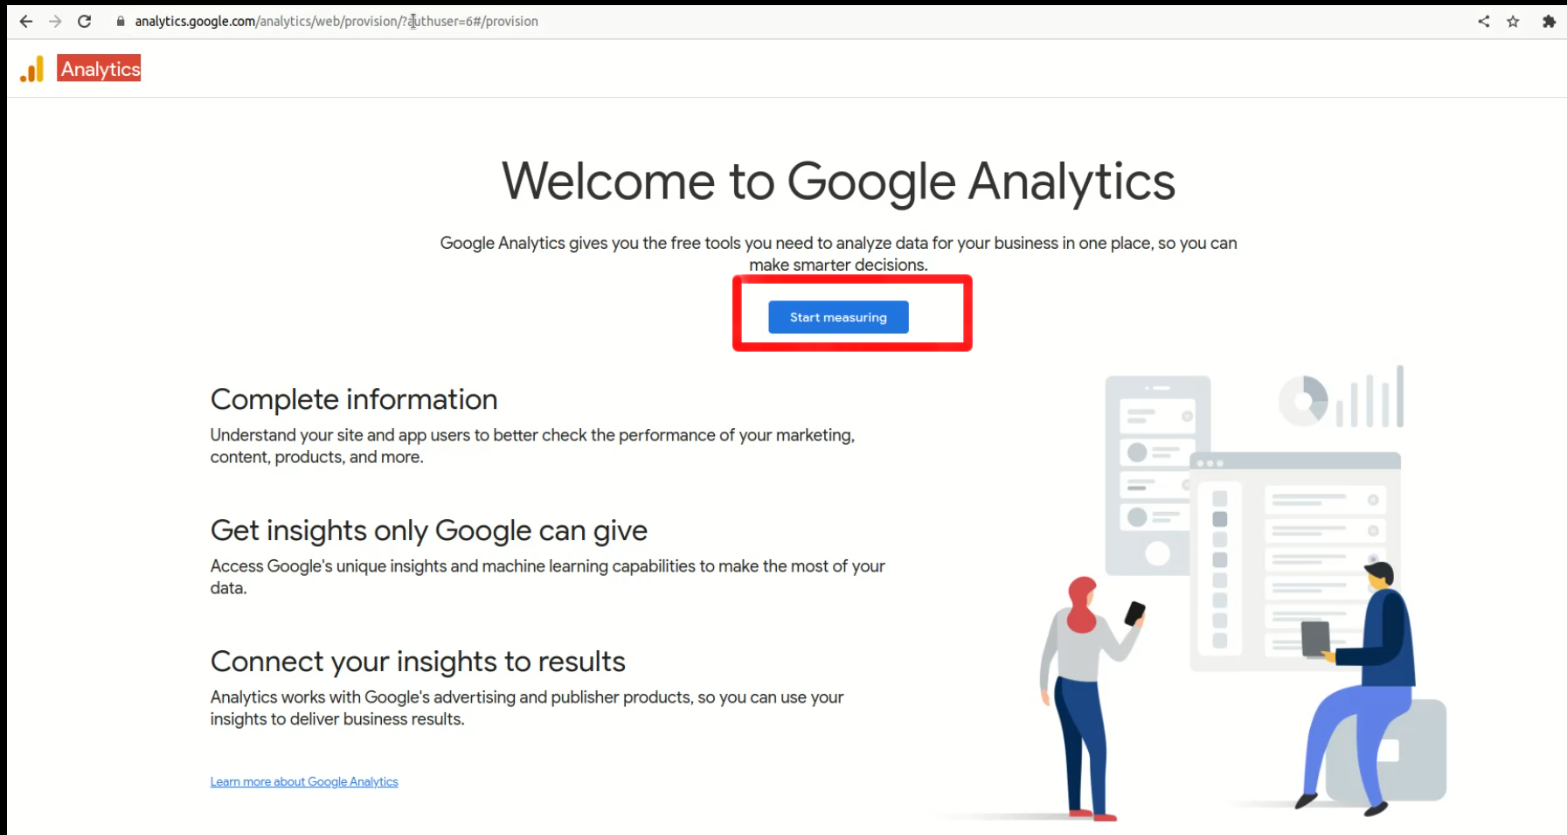 analytics.google.com/analytics/web/provision/?authuser=6#/provision
Analytics
Welcome to Google Analytics
Google Analytics gives you the free tools you need to analyze data for your business in one place, so you can
make smarter decisions.
Start measuring
Complete information
Understand your site and app users to better check the performance of your marketing,
content, products, and more.
Get insights only Google can give
Access Google's unique insights and machine learning capabilities to make the most of your
data.
Connect your insights to results
Analytics works with Google's advertising and publisher products, so you can use your
insights to deliver business results.
Learn more about Google Analytics